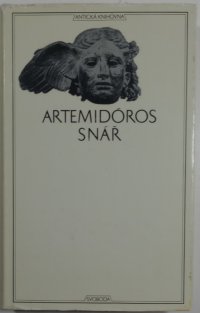 ANTICKÁ KNIHOVNA
ARTEMIDÓROS
SNÁŘ
SVOBODA